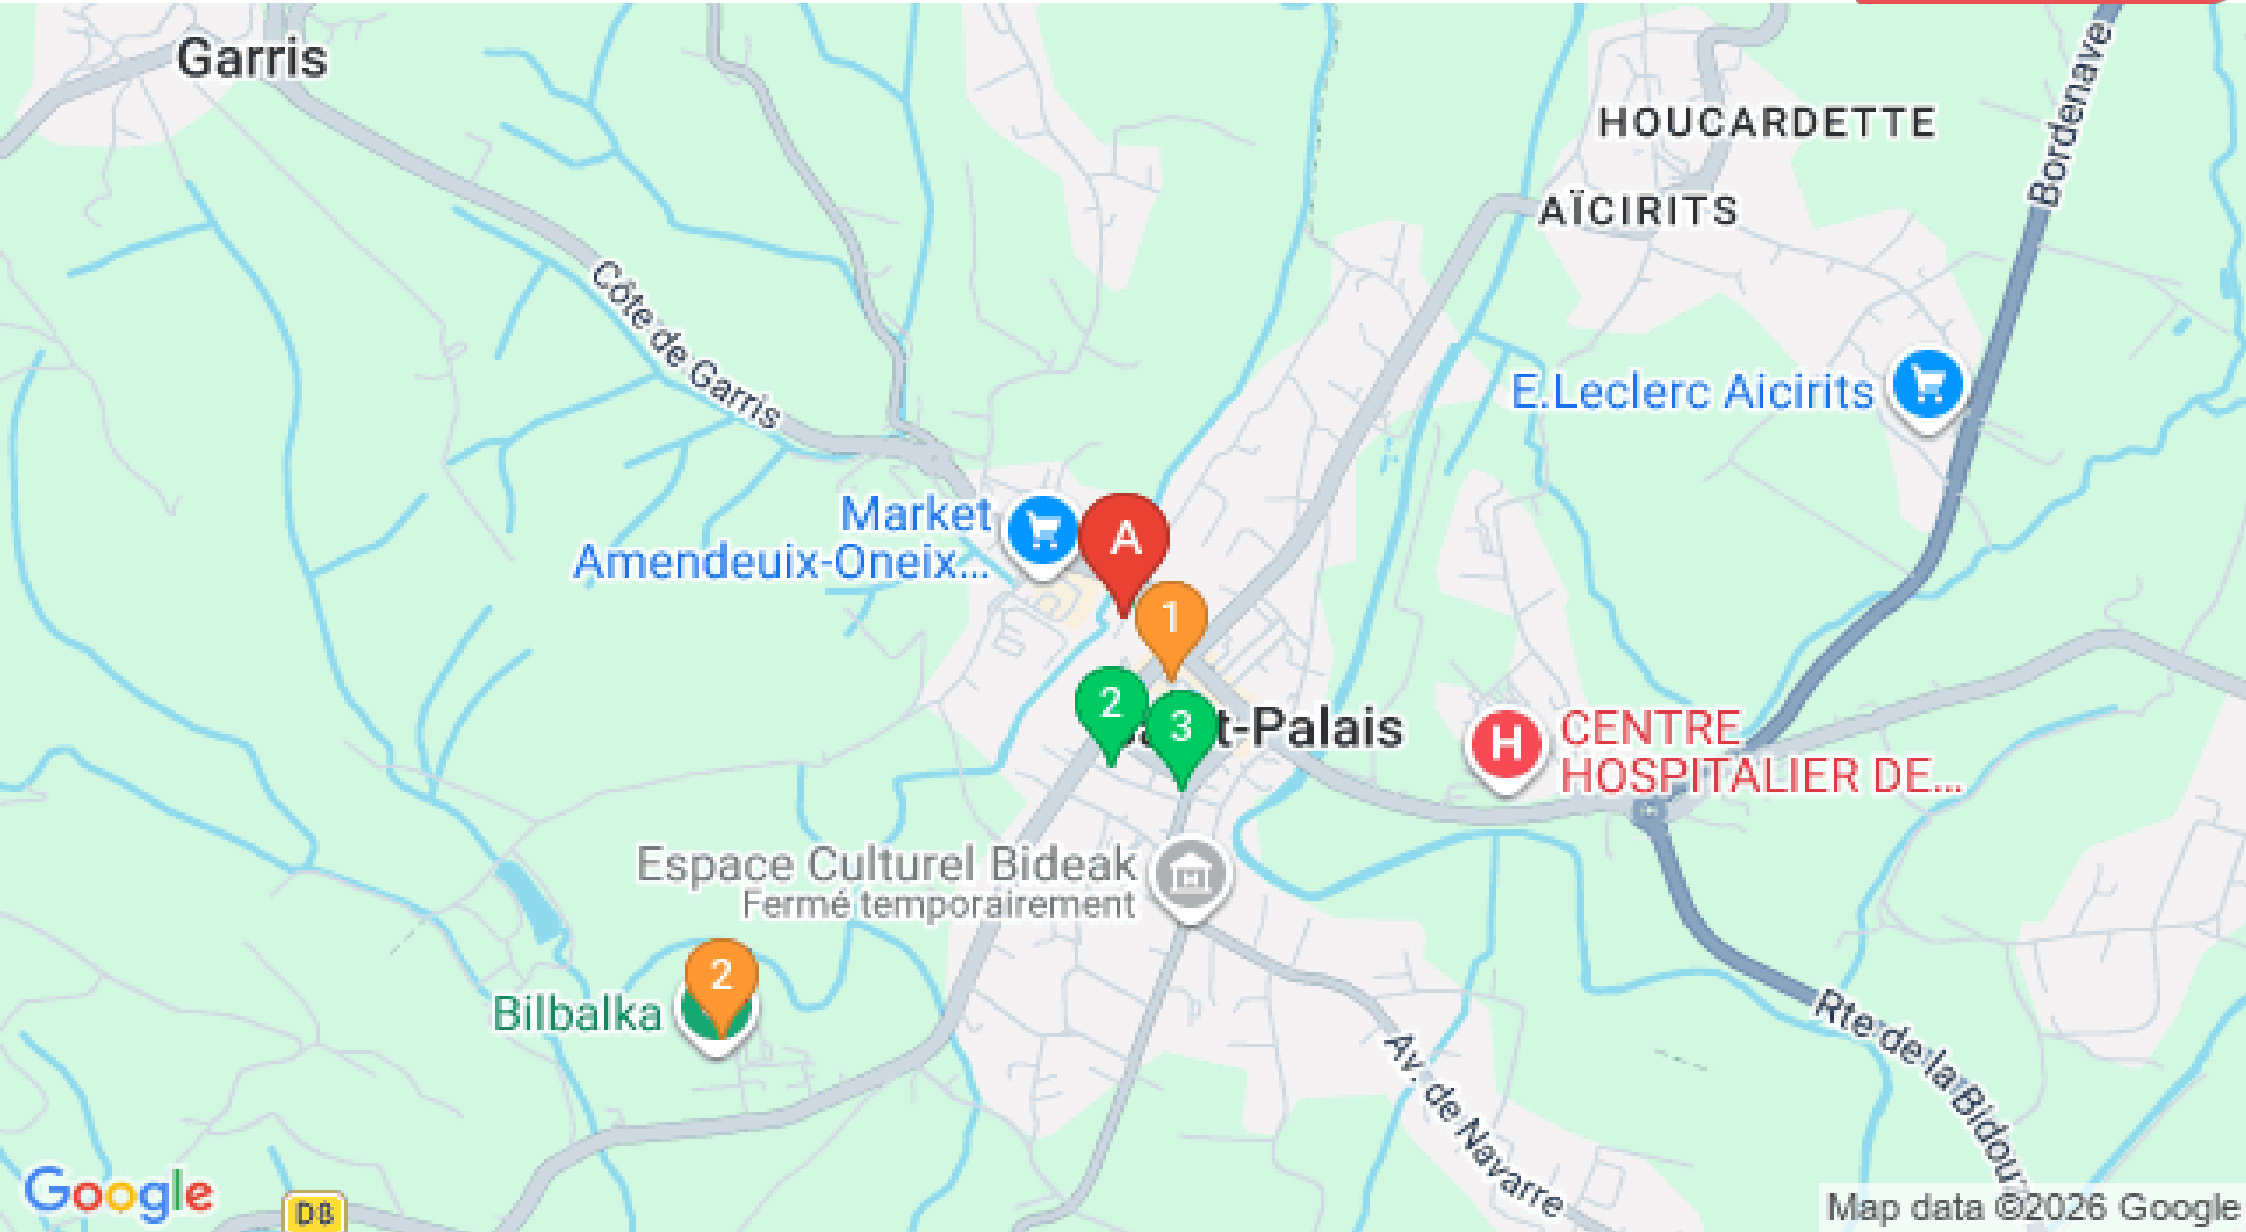 Garris
HOUCARDETTE
Bordenave
AÏCIRITS
Côte de Garris
E.Leclerc Aicirits
Market
Amendeuix-Oneix...
A
1
2
3
t-Palais
H
CENTRE
HOSPITALIER DE...
Espace Culturel Bideak
Fermé temporairement
2
Bilbalka
Rte de la Bidou
Av. de Navarre
Google
D8
Map data ©2026 Google